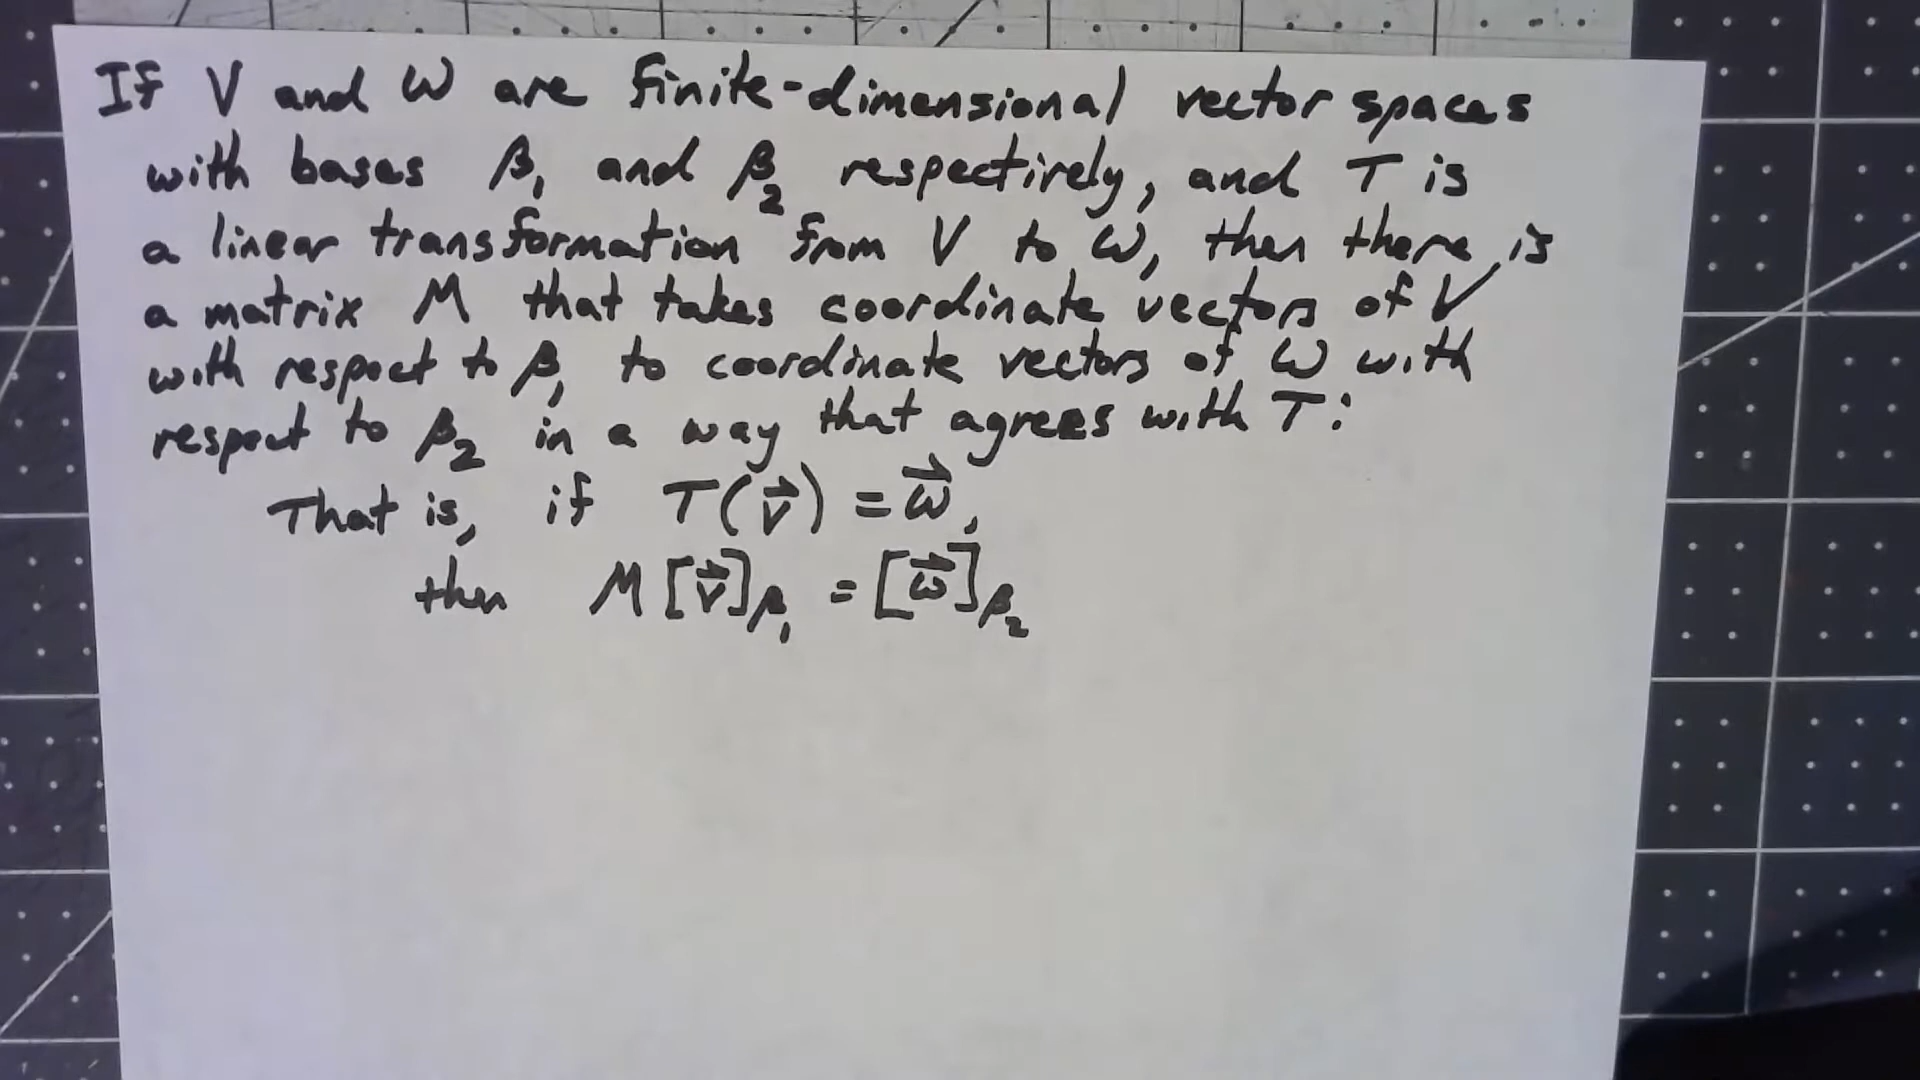 If V and W are finite-dimensional vector spaces
with bases β₁ and β₂ respectively, and T is
a linear transformation from V to W, then there is
a matrix M that takes coordinate vectors of V
with respect to β₁ to coordinate vectors of W with
respect to β₂ in a way that agrees with T:
That is, if T(v⃗) = w⃗,
then M[v⃗]β₁ = [w⃗]β₂